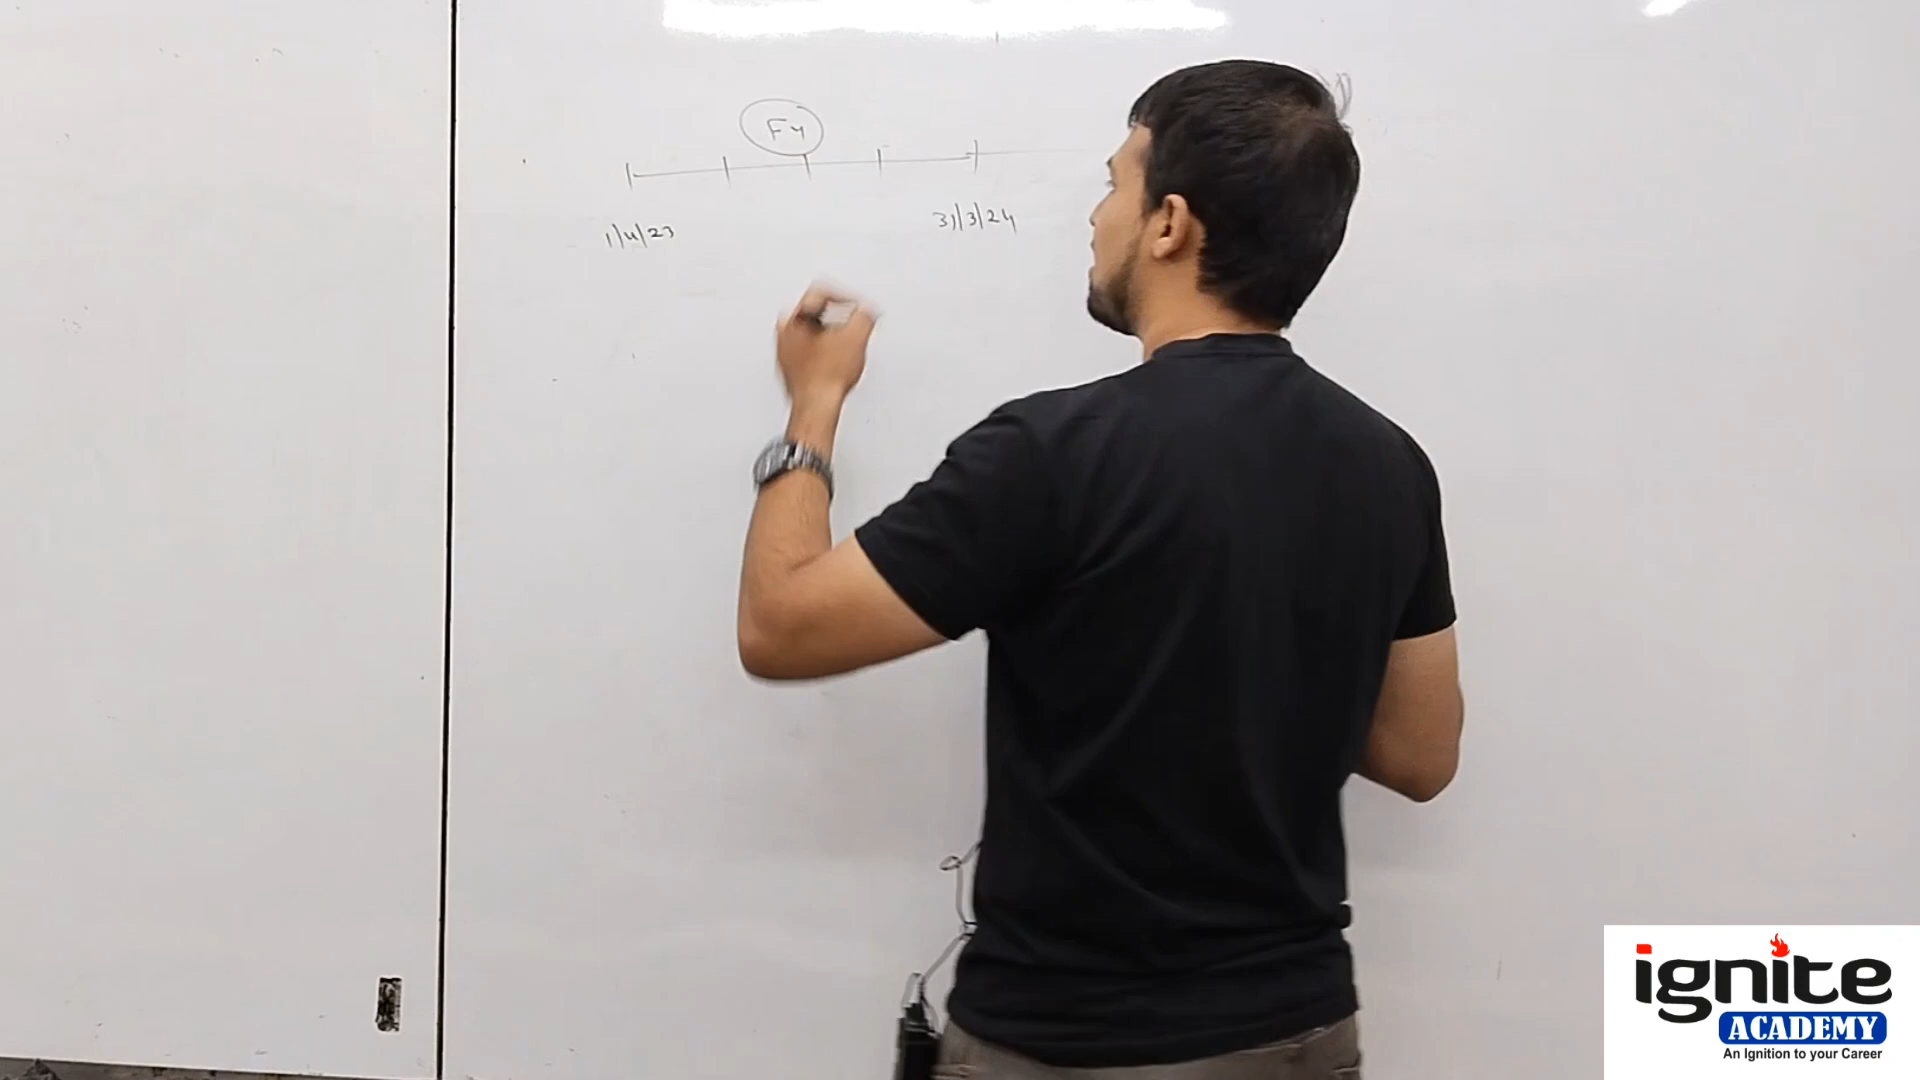 Fy
1/4/23
31/3/24
ignite
ACADEMY
An Ignition to your Career